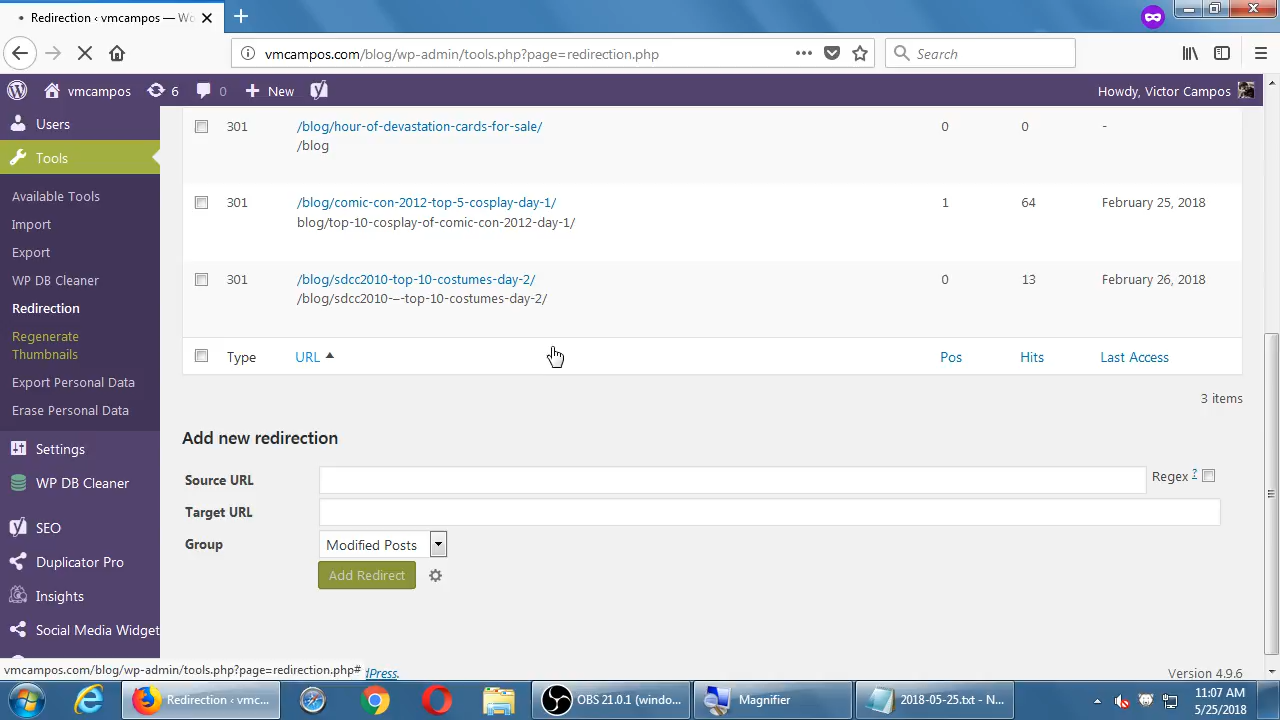 Redirection ‹ vmcampos — Wo
vmcampos.com/blog/wp-admin/tools.php?page=redirection.php
Search
vmcampos
6
0
New
Howdy, Victor Campos
Users
Tools
Available Tools
Import
Export
WP DB Cleaner
Redirection
Regenerate
Thumbnails
Export Personal Data
Erase Personal Data
Settings
WP DB Cleaner
SEO
Duplicator Pro
Insights
Social Media Widget
301 /blog/hour-of-devastation-cards-for-sale/ 0 0 -
/blog
301 /blog/comic-con-2012-top-5-cosplay-day-1/ 1 64 February 25, 2018
blog/top-10-cosplay-of-comic-con-2012-day-1/
301 /blog/sdcc2010-top-10-costumes-day-2/ 0 13 February 26, 2018
/blog/sdcc2010-–-top-10-costumes-day-2/
Type URL Pos Hits Last Access
3 items
Add new redirection
Source URL Regex ?
Target URL
Group Modified Posts
Add Redirect
vmcampos.com/blog/wp-admin/tools.php?page=redirection.php#
dPress.
Version 4.9.6
Redirection ‹ vmc...
OBS 21.0.1 (windo...
Magnifier
2018-05-25.txt - N...
11:07 AM
5/25/2018